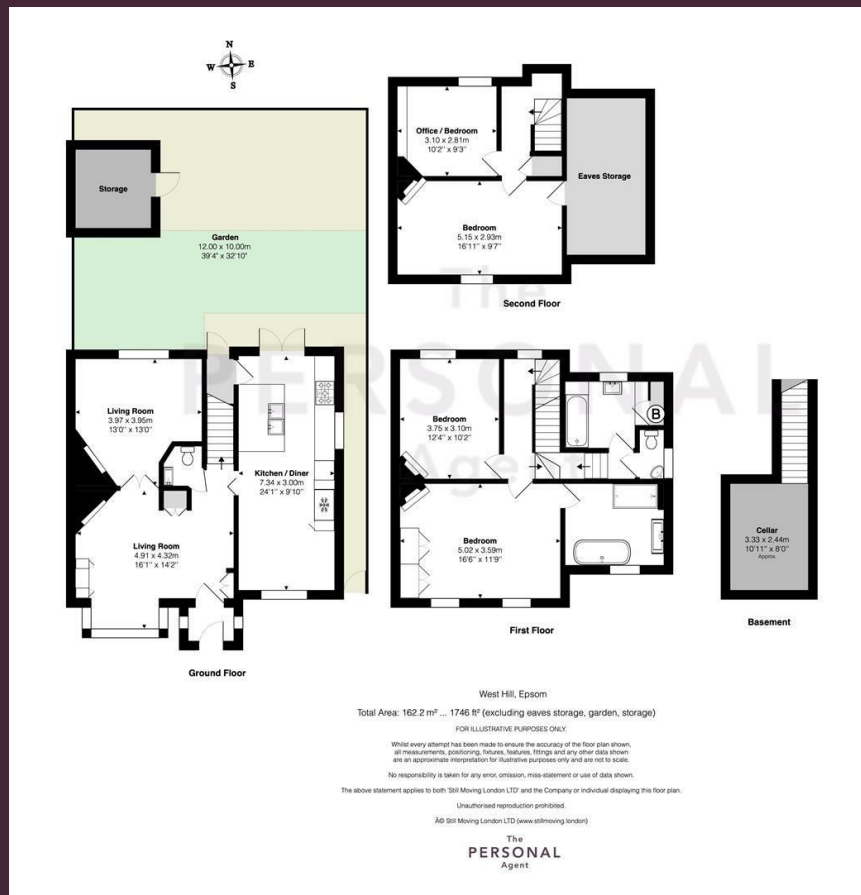 N
W E
S
Office / Bedroom
3.10 x 2.81m
10'2" x 9'3"
Eaves Storage
Bedroom
5.15 x 2.93m
16'11" x 9'7"
Second Floor
Storage
Garden
12.00 x 10.00m
39'4" x 32'10"
The
PERSONAL
Agent
Living Room
3.97 x 3.95m
13'0" x 13'0"
Kitchen / Diner
7.34 x 3.00m
24'1" x 9'10"
Living Room
4.91 x 4.32m
16'1" x 14'2"
Ground Floor
Bedroom
3.75 x 3.10m
12'4" x 10'2"
B
Bedroom
5.02 x 3.59m
16'6" x 11'9"
First Floor
Cellar
3.33 x 2.44m
10'11" x 8'0"
Approx.
Basement
West Hill, Epsom
Total Area: 162.2 m² ... 1746 ft² (excluding eaves storage, garden, storage)
FOR ILLUSTRATIVE PURPOSES ONLY.
Whilst every attempt has been made to ensure the accuracy of the floor plan shown,
all measurements, positioning, fixtures, features, fittings and any other data shown
are an approximate interpretation for illustrative purposes only and are not to scale.
No responsibility is taken for any error, omission, miss-statement or use of data shown.
The above statement applies to both 'Still Moving London LTD' and the Company or individual displaying this floor plan.
Unauthorised reproduction prohibited.
Â© Still Moving London LTD (www.stillmoving.london)
The
PERSONAL
Agent